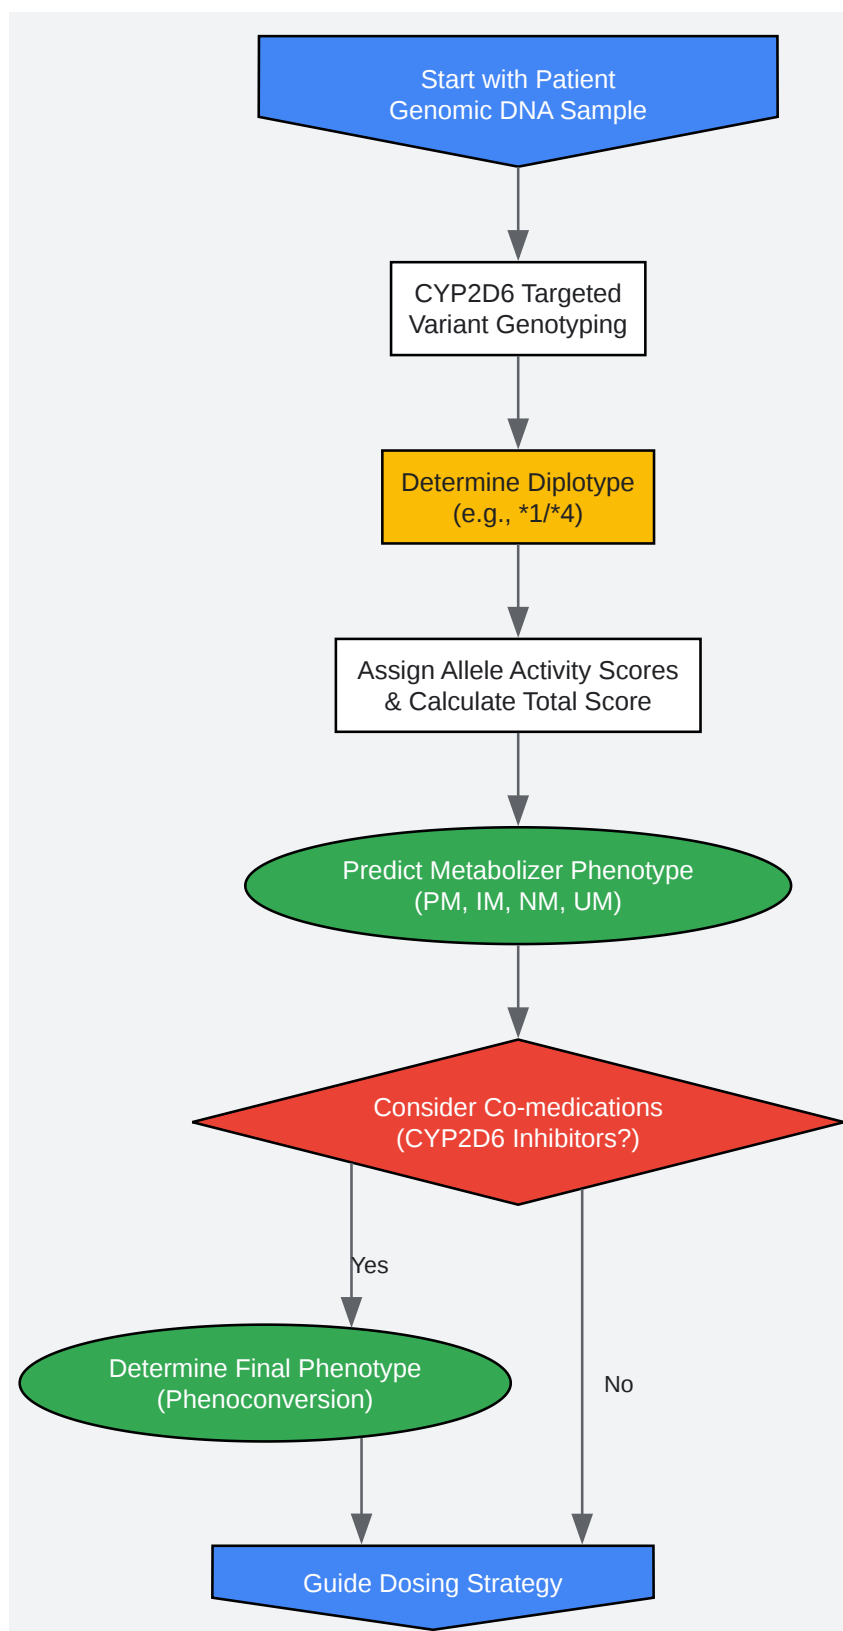 Start with Patient
Genomic DNA Sample
CYP2D6 Targeted
Variant Genotyping
Determine Diplotype
(e.g., *1/*4)
Assign Allele Activity Scores
& Calculate Total Score
Predict Metabolizer Phenotype
(PM, IM, NM, UM)
Consider Co-medications
(CYP2D6 Inhibitors?)
Yes
Determine Final Phenotype
(Phenoconversion)
No
Guide Dosing Strategy